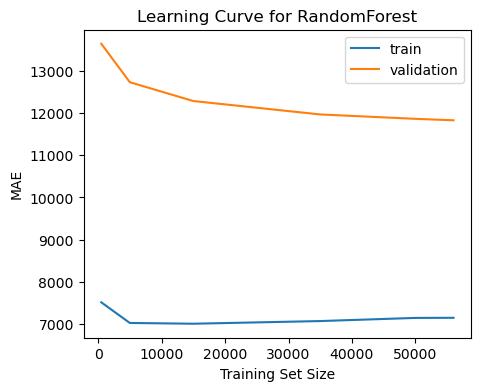 Learning Curve for RandomForest
train
validation
13000
12000
11000
10000
9000
8000
7000
MAE
0
10000
20000
30000
40000
50000
Training Set Size